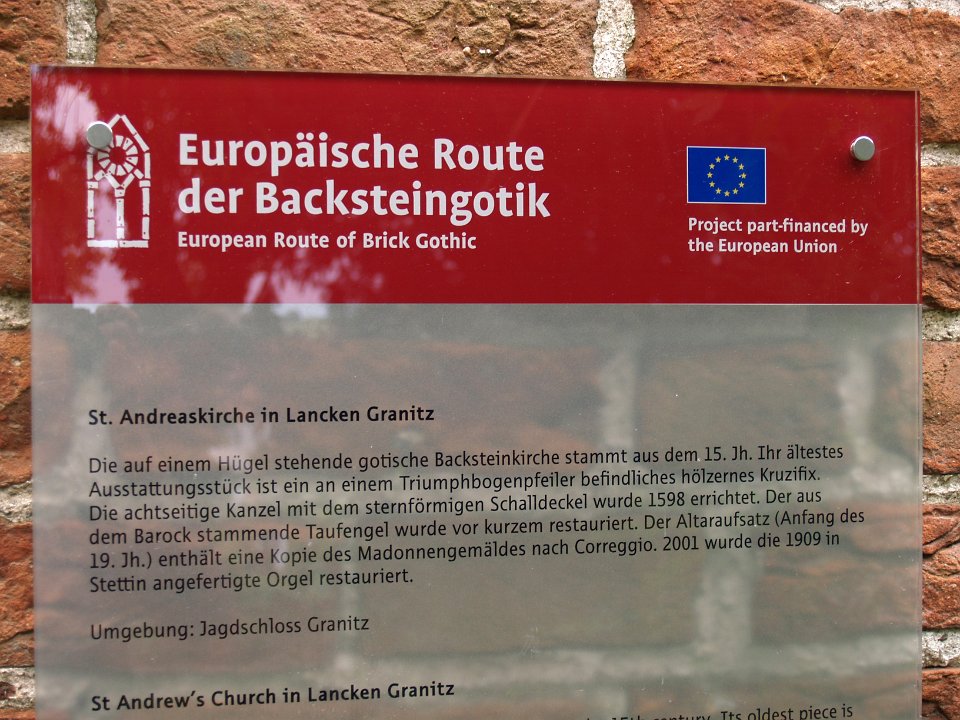 Europäische Route
der Backsteingotik
European Route of Brick Gothic
Project part-financed by
the European Union
St. Andreaskirche in Lancken Granitz
Die auf einem Hügel stehende gotische Backsteinkirche stammt aus dem 15. Jh. Ihr ältestes
Ausstattungsstück ist ein an einem Triumphbogenpfeiler befindliches hölzernes Kruzifix.
Die achtseitige Kanzel mit dem sternförmigen Schalldeckel wurde 1598 errichtet. Der aus
dem Barock stammende Taufengel wurde vor kurzem restauriert. Der Altaraufsatz (Anfang des
19. Jh.) enthält eine Kopie des Madonnengemäldes nach Correggio. 2001 wurde die 1909 in
Stettin angefertigte Orgel restauriert.
Umgebung: Jagdschloss Granitz
St Andrew's Church in Lancken Granitz
15th century. Its oldest piece is